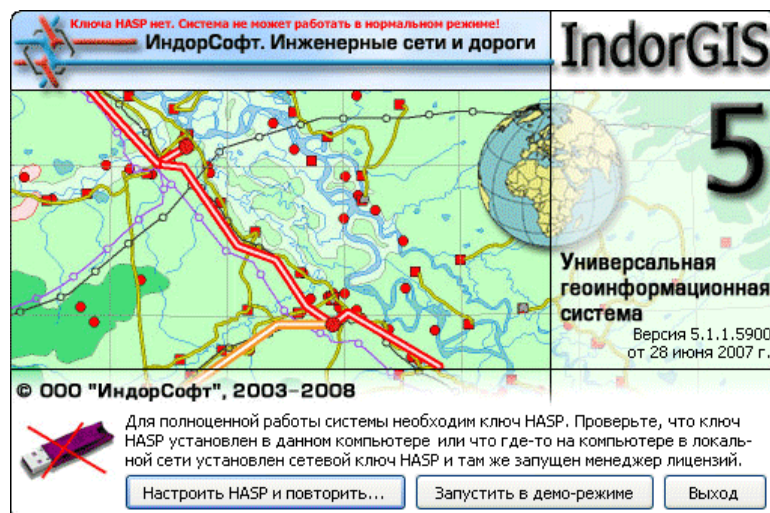 Ключа HASP нет. Система не может работать в нормальном режиме!
ИндорСофт. Инженерные сети и дороги
IndorGIS
5
Универсальная
геоинформационная
система
Версия 5.1.1.5900
от 28 июня 2007 г.
© ООО "ИндорСофт", 2003-2008
Для полноценной работы системы необходим ключ HASP. Проверьте, что ключ
HASP установлен в данном компьютере или что где-то на компьютере в локаль-
ной сети установлен сетевой ключ HASP и там же запущен менеджер лицензий.
Настроить HASP и повторить...
Запустить в демо-режиме
Выход